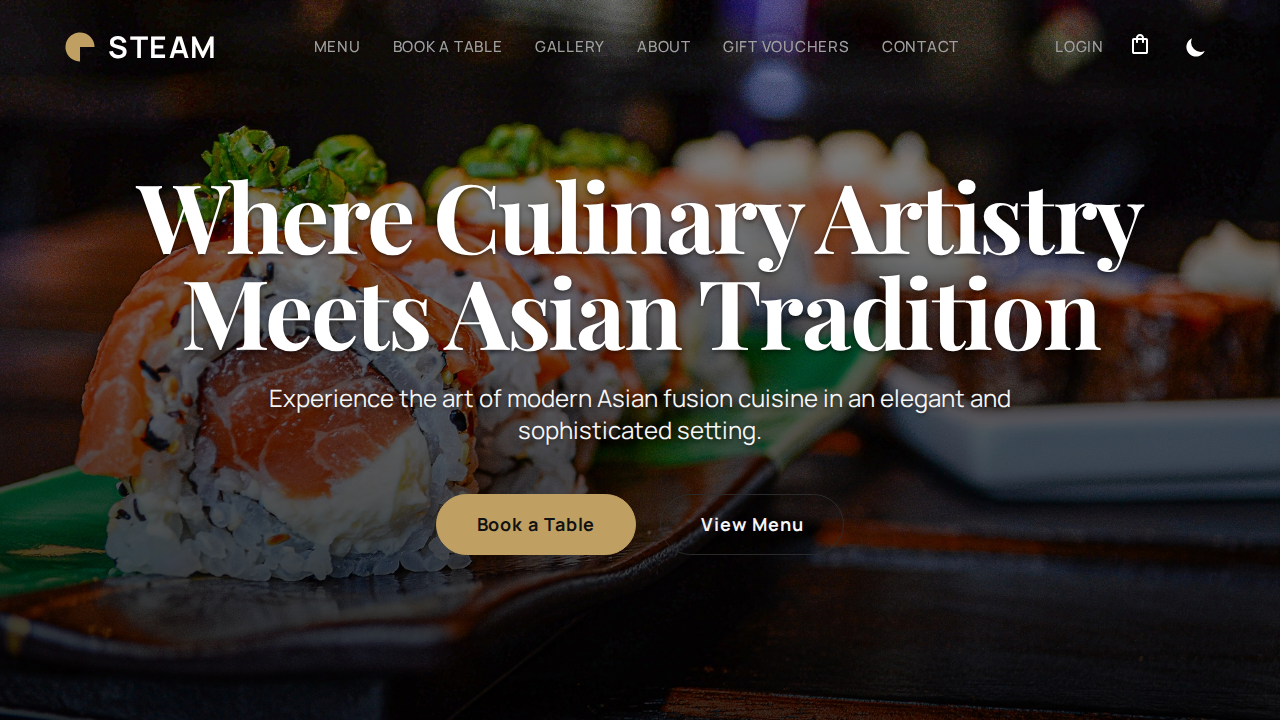 STEAM
MENU
BOOK A TABLE
GALLERY
ABOUT
GIFT VOUCHERS
CONTACT
LOGIN
Where Culinary Artistry
Meets Asian Tradition
Experience the art of modern Asian fusion cuisine in an elegant and
sophisticated setting.
Book a Table
View Menu